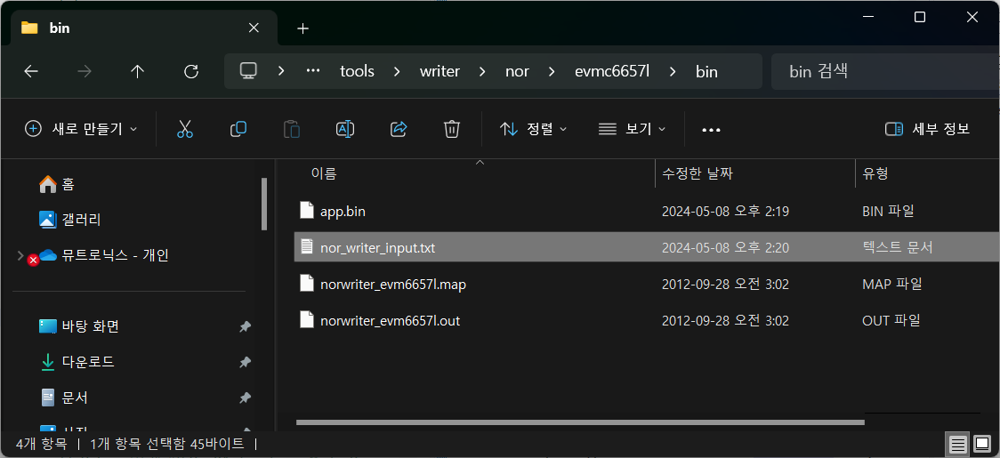 bin
tools writer nor evmc6657l bin
bin 검색
새로 만들기 정렬 보기 세부 정보
홈
갤러리
뮤트로닉스 - 개인
바탕 화면
다운로드
문서
이름 수정한 날짜 유형
app.bin 2024-05-08 오후 2:19 BIN 파일
nor_writer_input.txt 2024-05-08 오후 2:20 텍스트 문서
norwriter_evm6657l.map 2012-09-28 오전 3:02 MAP 파일
norwriter_evm6657l.out 2012-09-28 오전 3:02 OUT 파일
4개 항목 1개 항목 선택함 45바이트